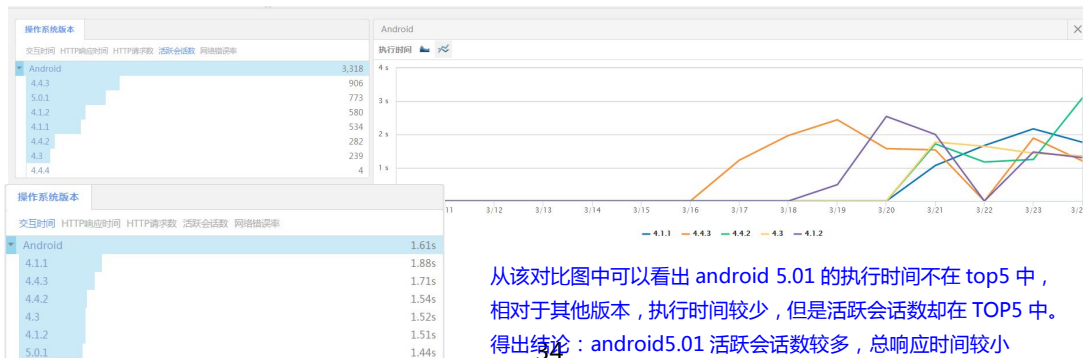 操作系统版本
交互时间 HTTP响应时间 HTTP请求数 活跃会话数 网络错误率
Android 3,318
4.4.3 906
5.0.1 773
4.1.2 580
4.1.1 534
4.4.2 282
4.3 239
4.4.4 4
Android
执行时间
4 s
3 s
2 s
1 s
11 3/12 3/13 3/14 3/15 3/16 3/17 3/18 3/19 3/20 3/21 3/22 3/23
4.1.1 4.4.3 4.4.2 4.3 4.1.2
操作系统版本
交互时间 HTTP响应时间 HTTP请求数 活跃会话数 网络错误率
Android 1.61s
4.1.1 1.88s
4.4.3 1.71s
4.4.2 1.54s
4.3 1.52s
4.1.2 1.51s
5.0.1 1.44s
从该对比图中可以看出 android 5.01 的执行时间不在 top5 中，
相对于其他版本，执行时间较少，但是活跃会话数却在 TOP5 中。
得出结论：android5.01 活跃会话数较多，总响应时间较小
34